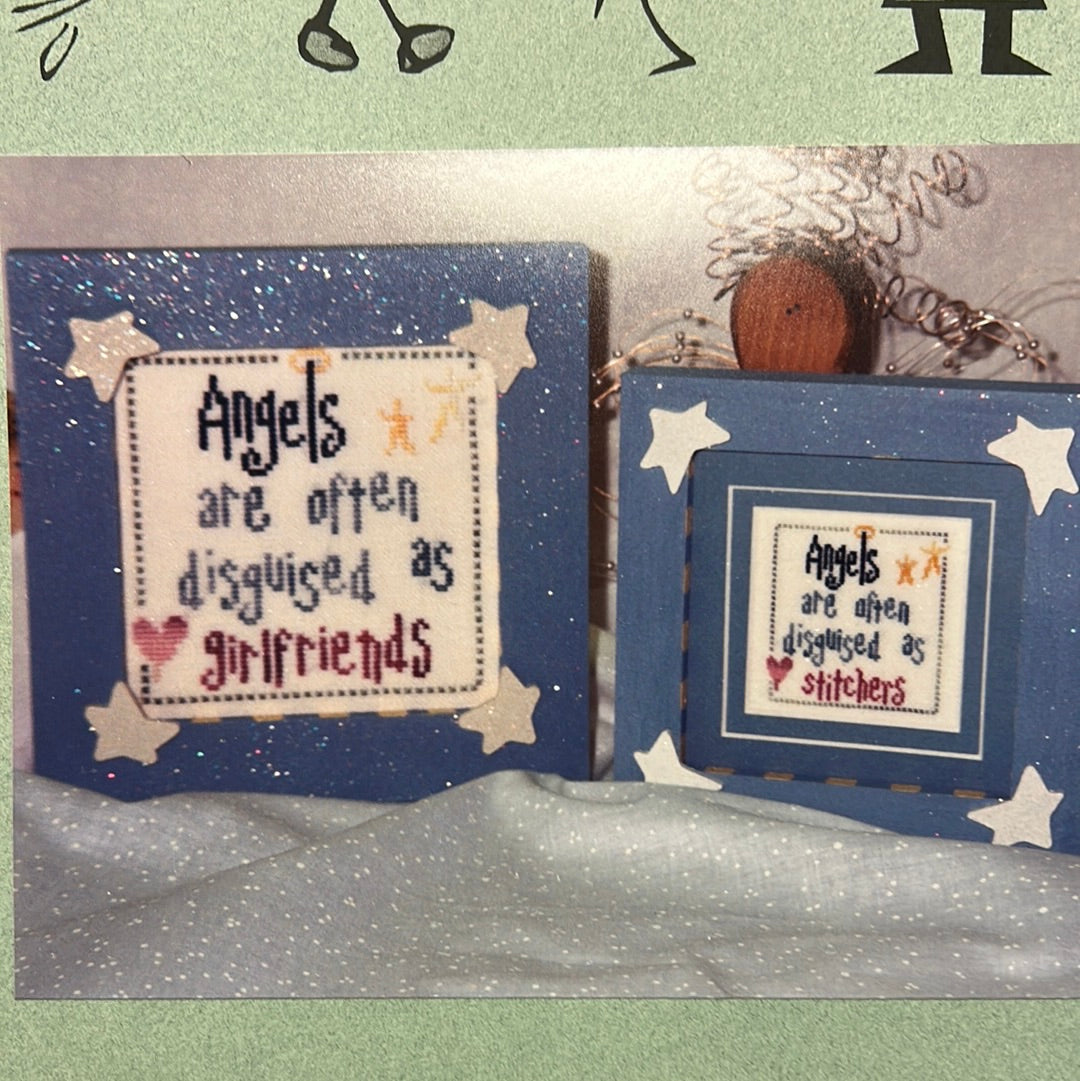 Angels
are often
disguised as
girlfriends
Angels
are often
disguised as
stitchers